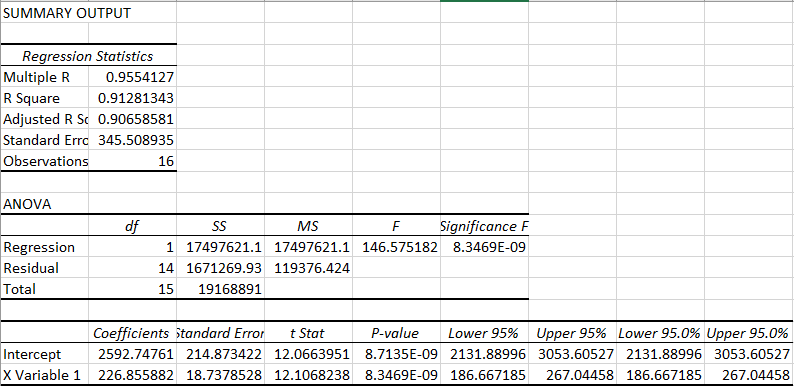 SUMMARY OUTPUT
Regression Statistics
Multiple R 0.9554127
R Square 0.91281343
Adjusted R Sq 0.90658581
Standard Erro 345.508935
Observations 16
ANOVA
df SS MS F Significance F
Regression 1 17497621.1 17497621.1 146.575182 8.3469E-09
Residual 14 1671269.93 119376.424
Total 15 19168891
Coefficients Standard Error t Stat P-value Lower 95% Upper 95% Lower 95.0% Upper 95.0%
Intercept 2592.74761 214.873422 12.0663951 8.7135E-09 2131.88996 3053.60527 2131.88996 3053.60527
X Variable 1 226.855882 18.7378528 12.1068238 8.3469E-09 186.667185 267.04458 186.667185 267.04458